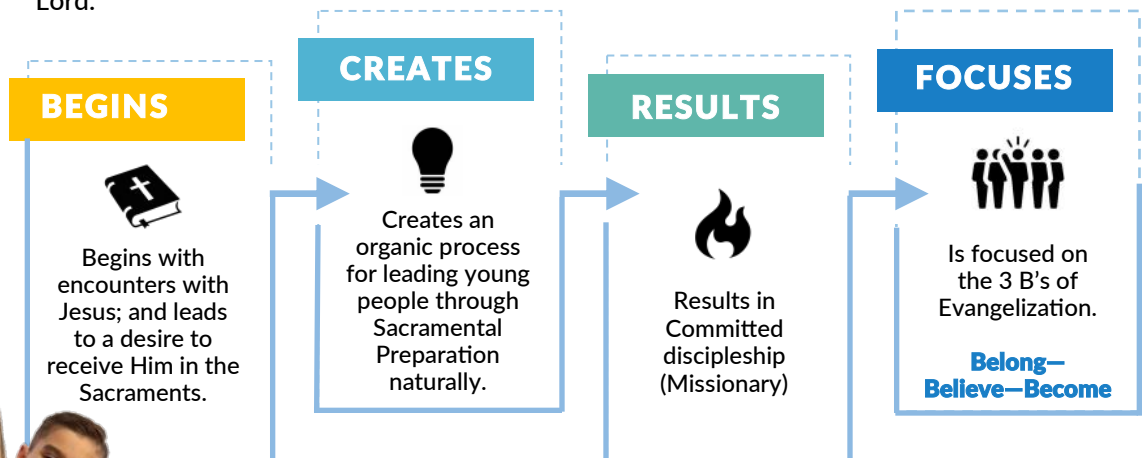 Lord.
BEGINS
Begins with
encounters with
Jesus; and leads
to a desire to
receive Him in the
Sacraments.
CREATES
Creates an
organic process
for leading young
people through
Sacramental
Preparation
naturally.
RESULTS
Results in
Committed
discipleship
(Missionary)
FOCUSES
Is focused on
the 3 B’s of
Evangelization.
Belong—
Believe—Become